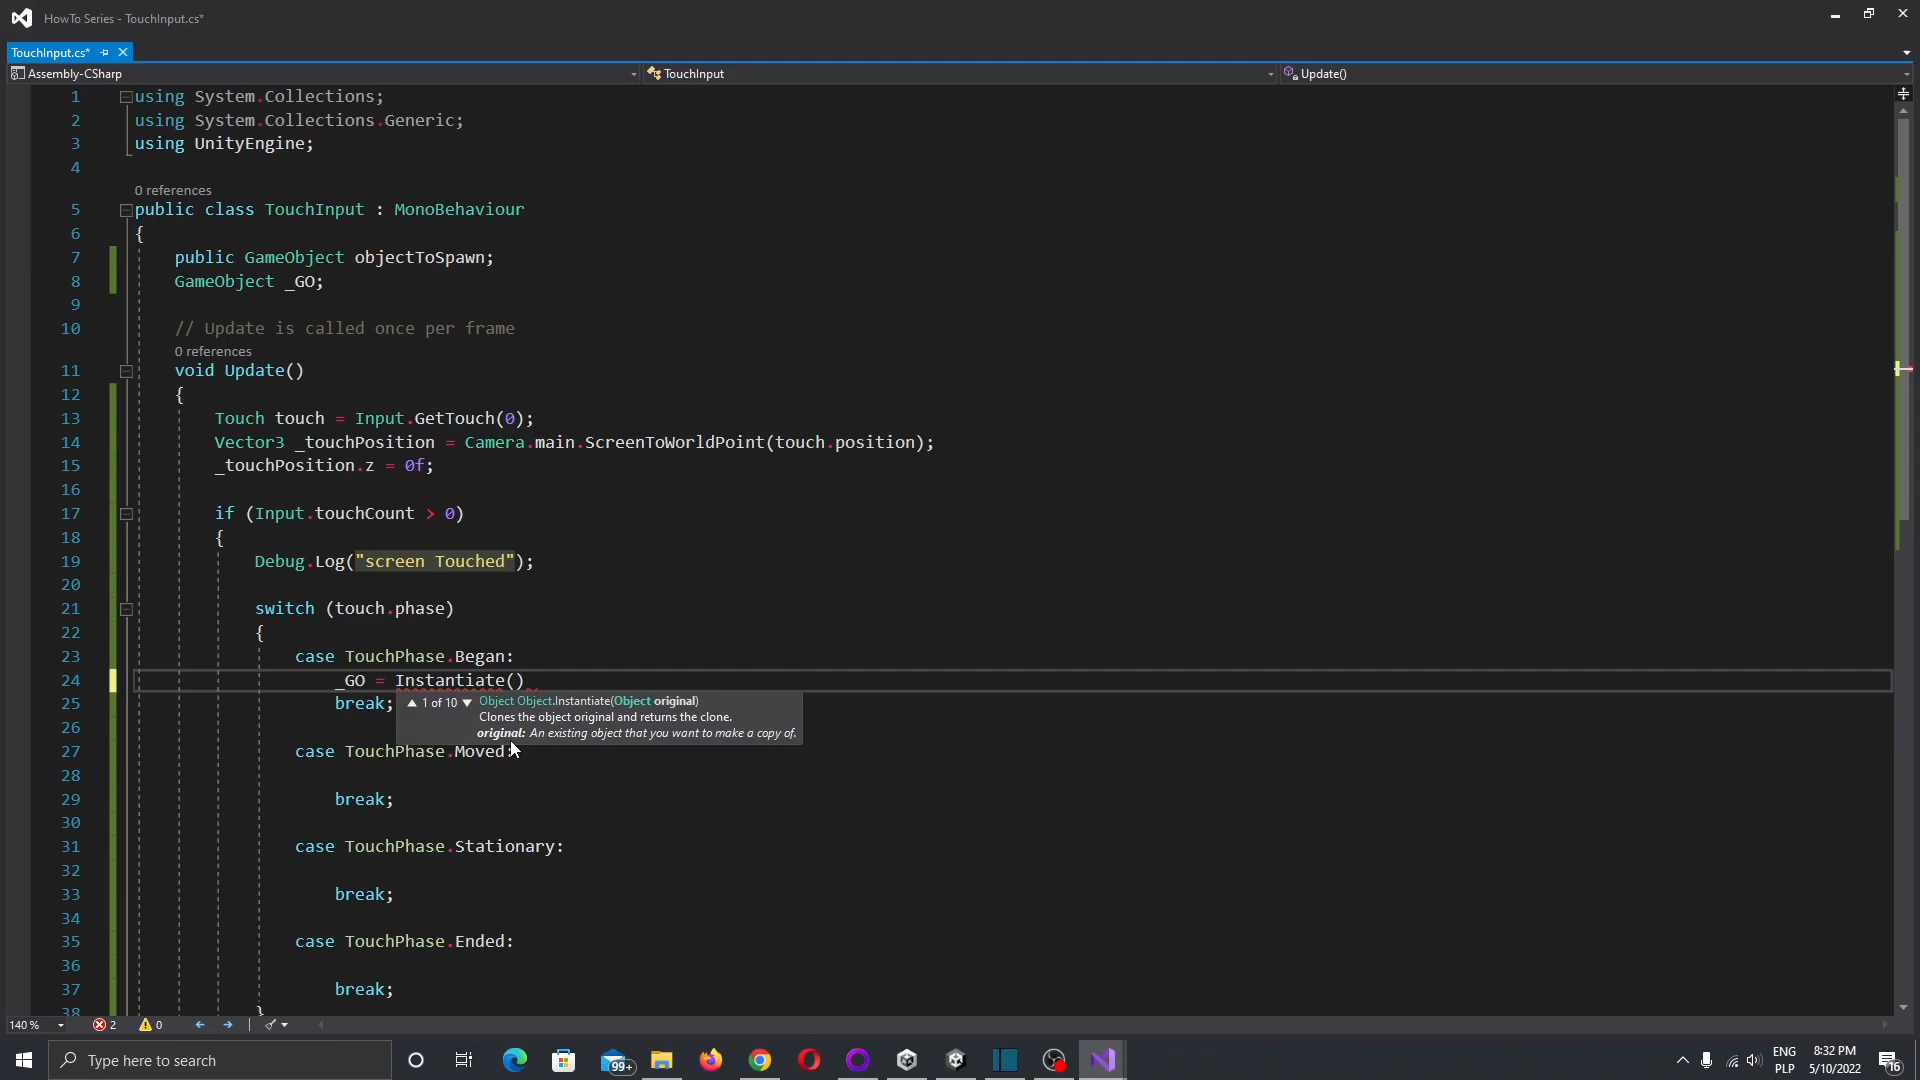 HowTo Series - TouchInput.cs*
TouchInput.cs*
Assembly-CSharp
TouchInput
Update()
1 using System.Collections;
2 using System.Collections.Generic;
3 using UnityEngine;
4
0 references
5 public class TouchInput : MonoBehaviour
6 {
7 public GameObject objectToSpawn;
8 GameObject _GO;
9
10 // Update is called once per frame
0 references
11 void Update()
12 {
13 Touch touch = Input.GetTouch(0);
14 Vector3 _touchPosition = Camera.main.ScreenToWorldPoint(touch.position);
15 _touchPosition.z = 0f;
16
17 if (Input.touchCount > 0)
18 {
19 Debug.Log("screen Touched");
20
21 switch (touch.phase)
22 {
23 case TouchPhase.Began:
24 _GO = Instantiate()
25 break;
1 of 10 Object Object.Instantiate(Object original)
Clones the object original and returns the clone.
original: An existing object that you want to make a copy of.
26
27 case TouchPhase.Moved:
28
29 break;
30
31 case TouchPhase.Stationary:
32
33 break;
34
35 case TouchPhase.Ended:
36
37 break;
38 }
140 %
2
0
Type here to search
99+
ENG
PLP
8:32 PM
5/10/2022
16